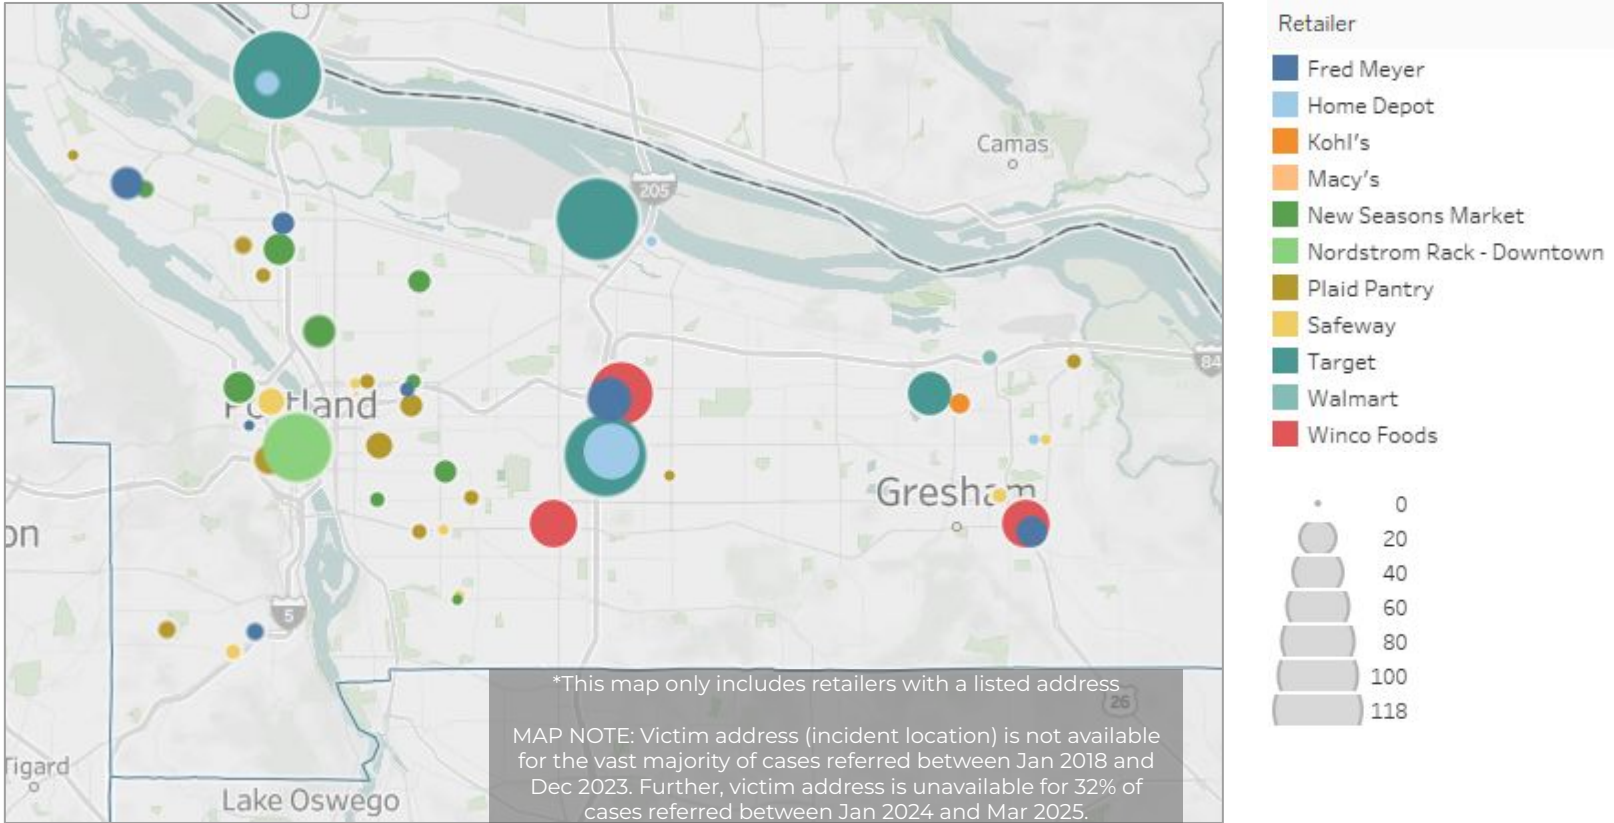 Camas
205
84
Portland
Gresham
on
5
26
Tigard
Lake Oswego
*This map only includes retailers with a listed address
MAP NOTE: Victim address (incident location) is not available
for the vast majority of cases referred between Jan 2018 and
Dec 2023. Further, victim address is unavailable for 32% of
cases referred between Jan 2024 and Mar 2025.
Retailer
Fred Meyer
Home Depot
Kohl's
Macy's
New Seasons Market
Nordstrom Rack - Downtown
Plaid Pantry
Safeway
Target
Walmart
Winco Foods
0
20
40
60
80
100
118